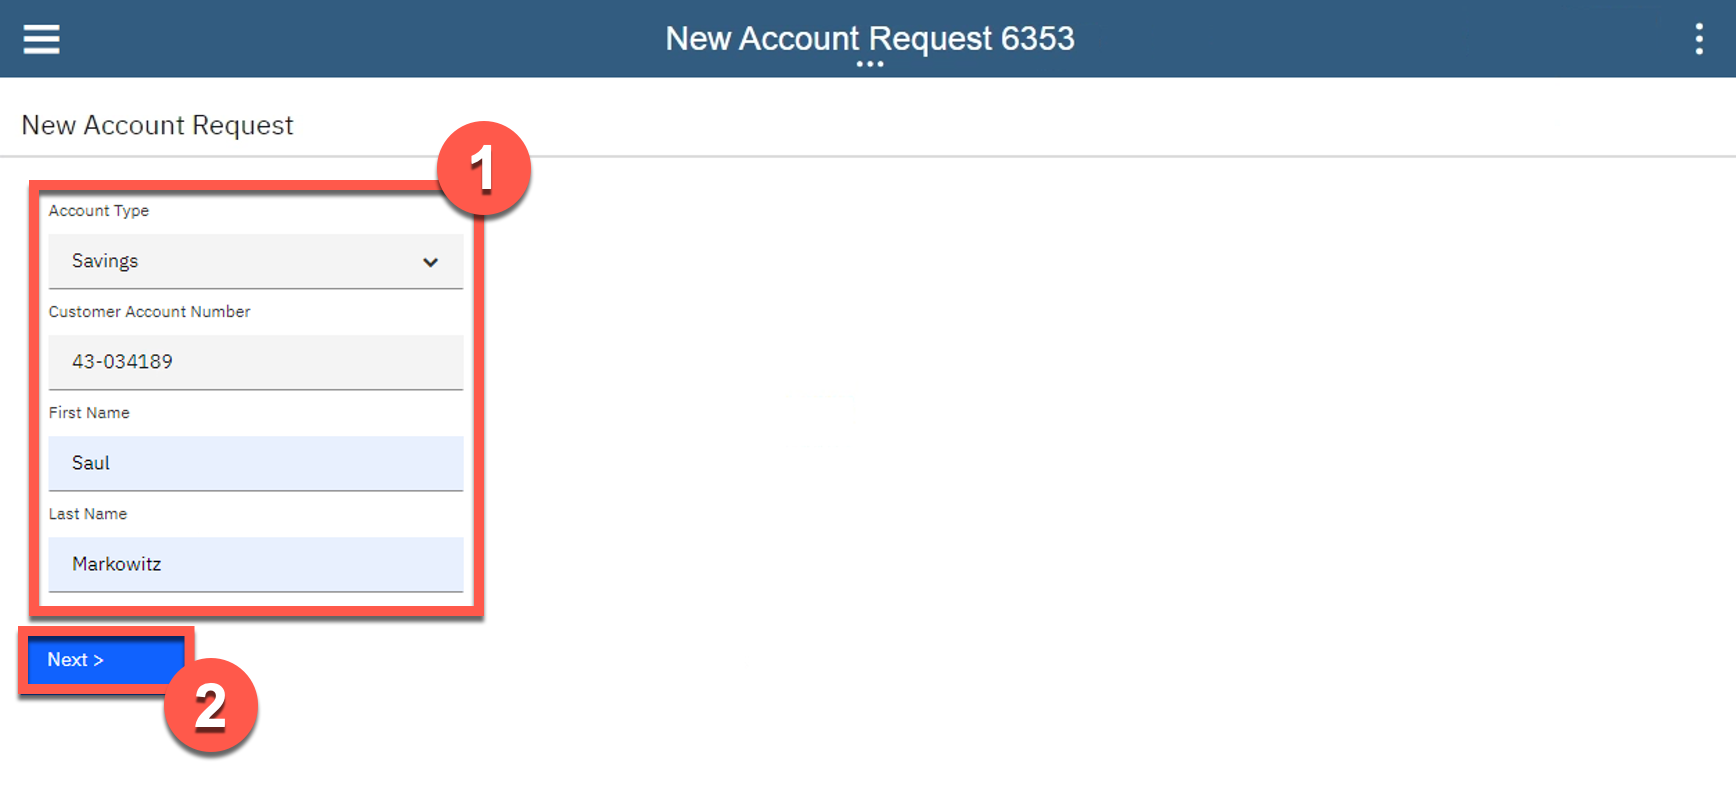 New Account Request 6353
New Account Request
1
Account Type
Savings
Customer Account Number
43-034189
First Name
Saul
Last Name
Markowitz
Next >
2